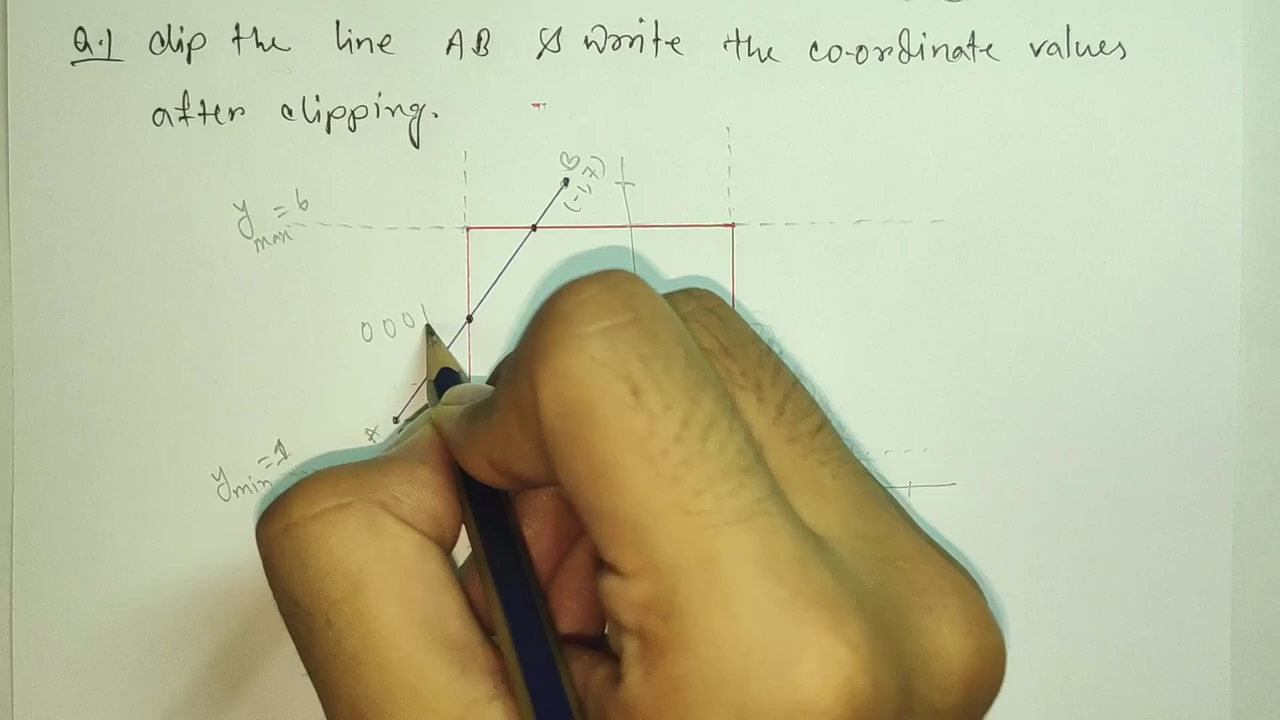 Q.1 clip the line AB & write the co-ordinate values
after clipping.
B
(-1,7)
y max = 6
0001
A
y min = 1